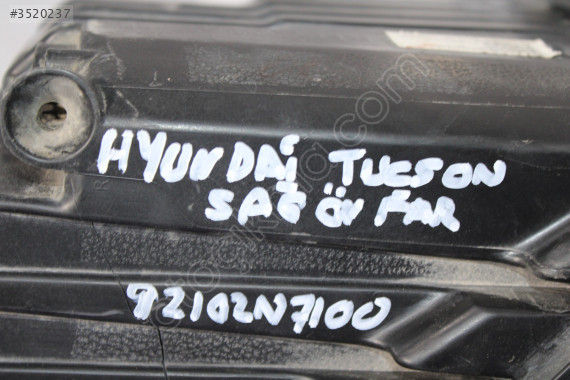 #3520237
HYUNDAi TUCSON
SAĞ ÖN FAR
92102N7100